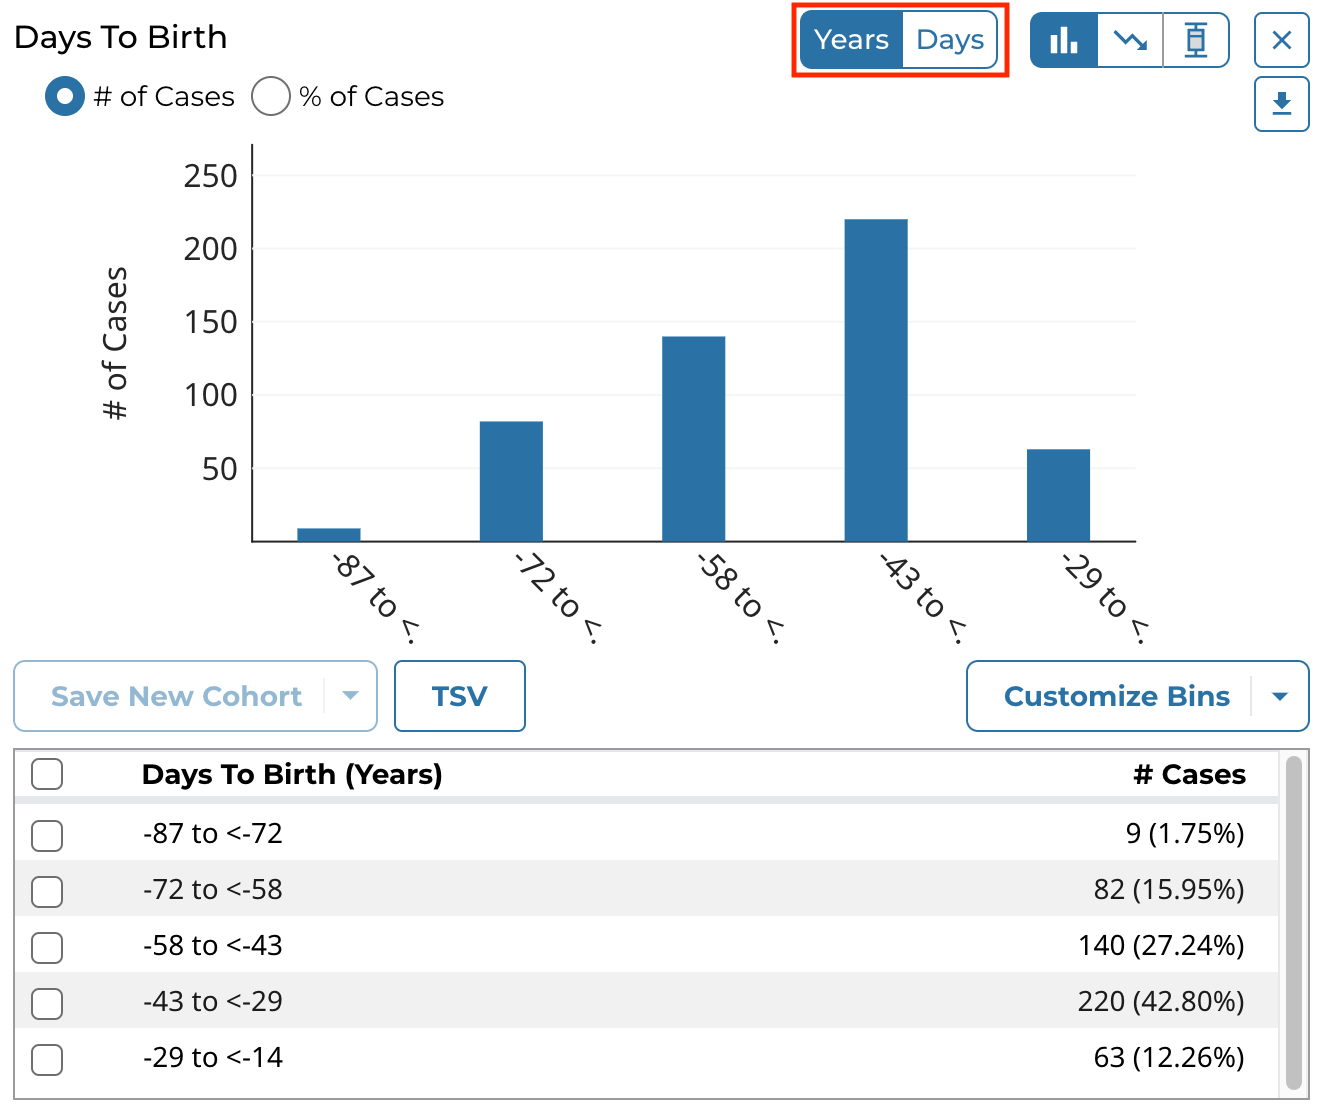 Days To Birth
Years Days
# of Cases % of Cases
# of Cases
250
200
150
100
50
-87 to <.
-72 to <.
-58 to <.
-43 to <.
-29 to <.
Save New Cohort
TSV
Customize Bins
Days To Birth (Years) # Cases
-87 to <-72 9 (1.75%)
-72 to <-58 82 (15.95%)
-58 to <-43 140 (27.24%)
-43 to <-29 220 (42.80%)
-29 to <-14 63 (12.26%)